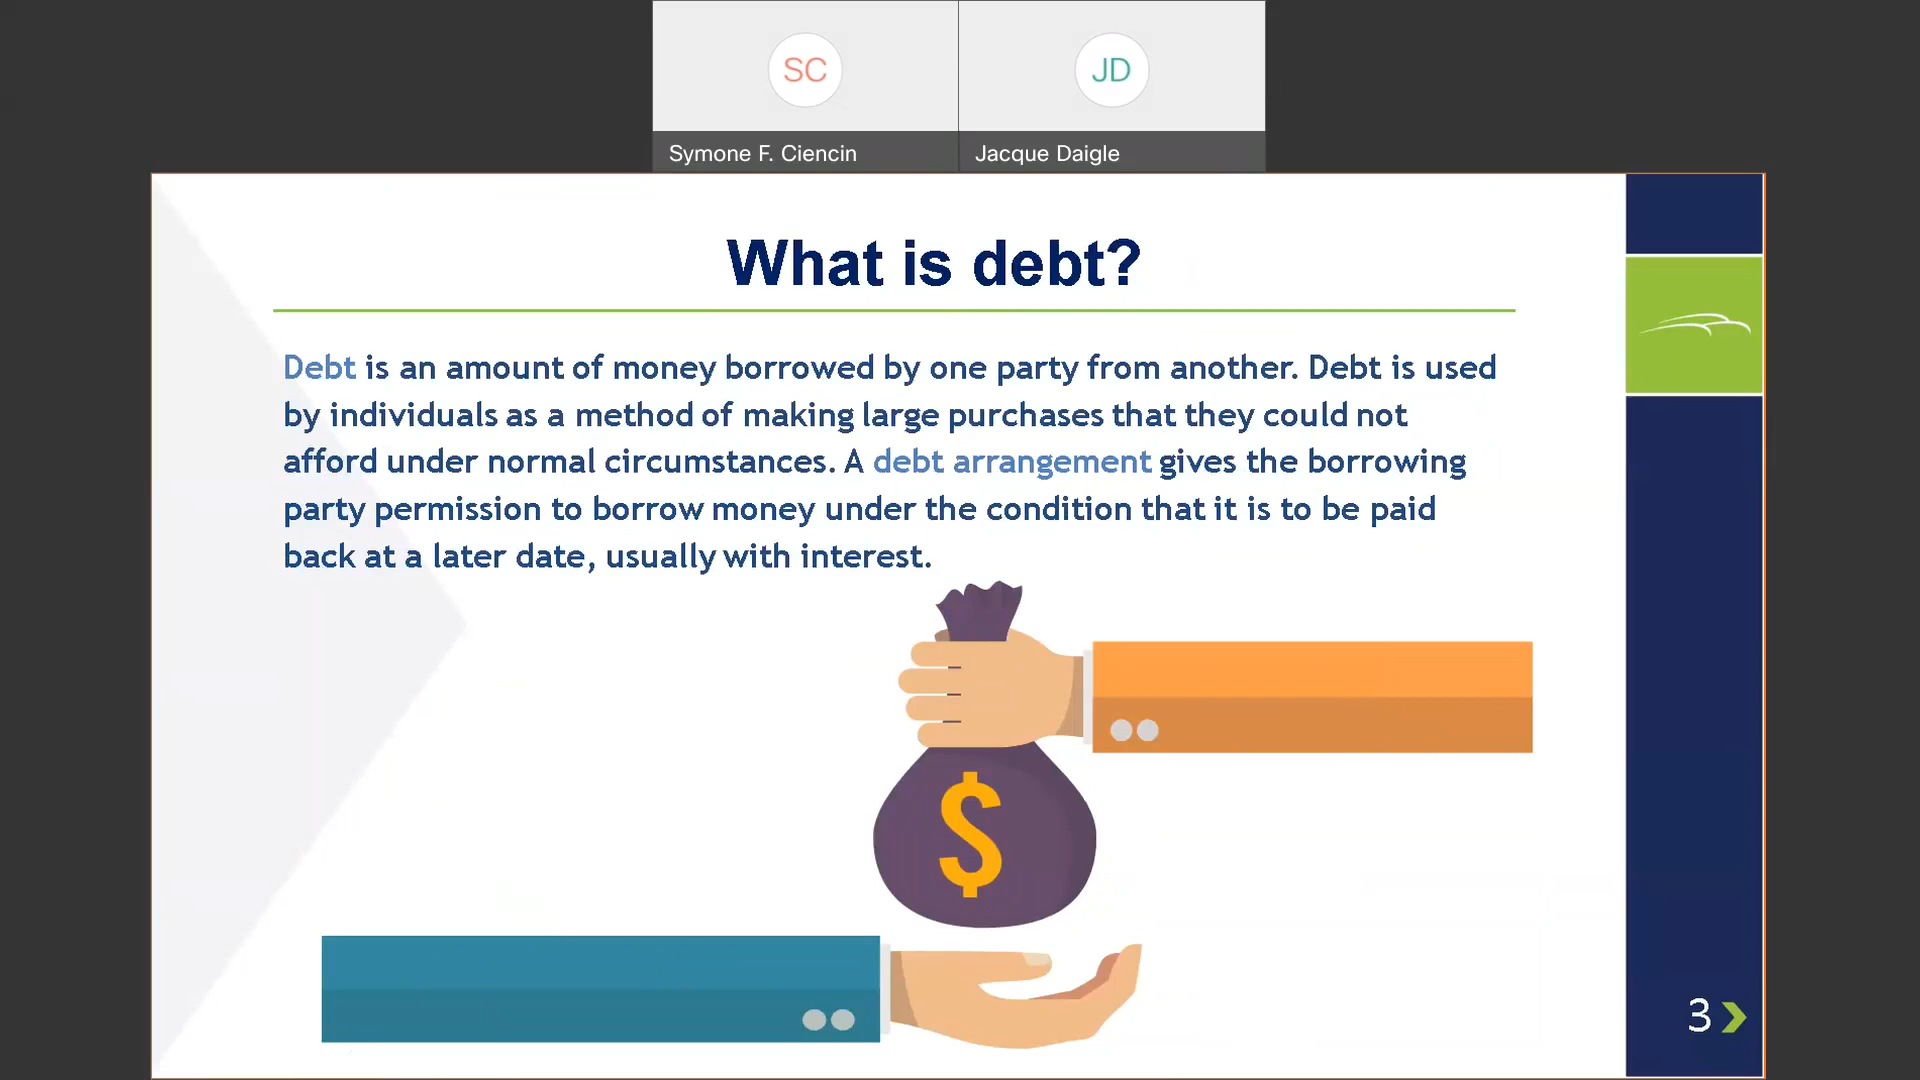 SC
JD
Symone F. Ciencin
Jacque Daigle
What is debt?
Debt is an amount of money borrowed by one party from another. Debt is used
by individuals as a method of making large purchases that they could not
afford under normal circumstances. A debt arrangement gives the borrowing
party permission to borrow money under the condition that it is to be paid
back at a later date, usually with interest.
$
3